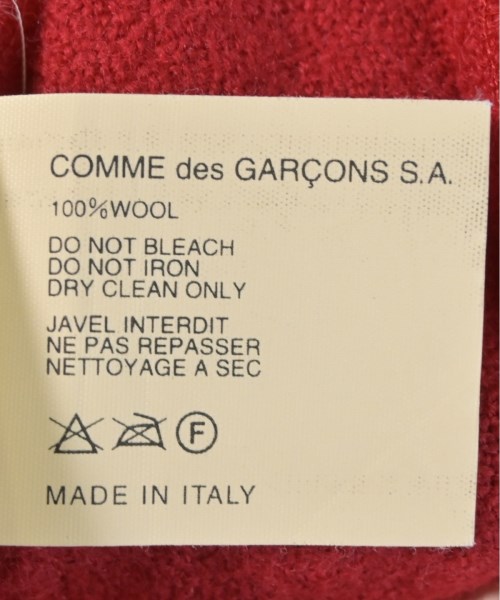 COMME des GARÇONS S.A.
100%WOOL
DO NOT BLEACH
DO NOT IRON
DRY CLEAN ONLY
JAVEL INTERDIT
NE PAS REPASSER
NETTOYAGE A SEC
F
MADE IN ITALY